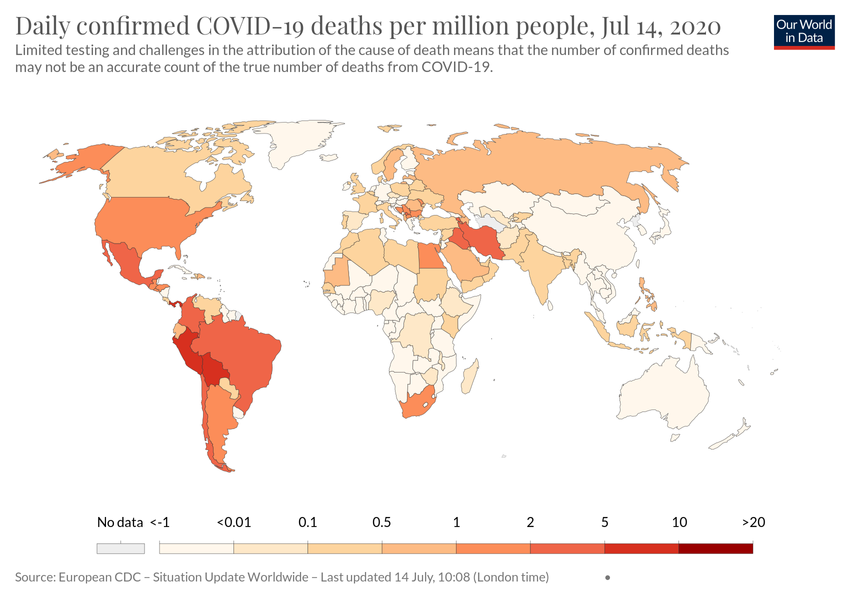 Daily confirmed COVID-19 deaths per million people, Jul 14, 2020
Our World
in Data
Limited testing and challenges in the attribution of the cause of death means that the number of confirmed deaths
may not be an accurate count of the true number of deaths from COVID-19.
No data <-1 <0.01 0.1 0.5 1 2 5 10 >20
Source: European CDC – Situation Update Worldwide – Last updated 14 July, 10:08 (London time) •